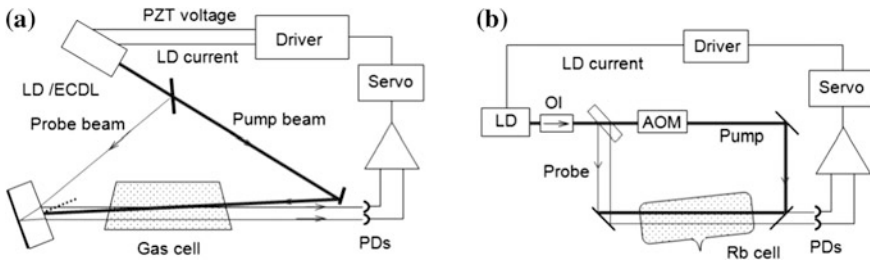 (a)
PZT voltage
Driver
LD current
LD /ECDL
Servo
Probe beam
Pump beam
Gas cell
PDs
(b)
Driver
LD current
Servo
LD
OI
AOM
Pump
Probe
Rb cell
PDs